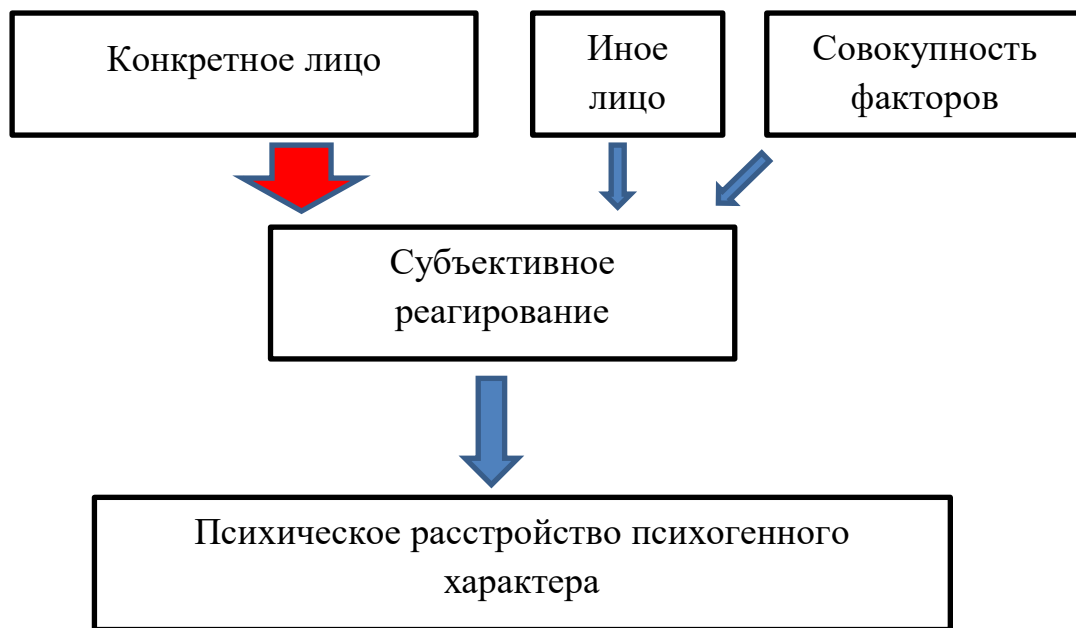 Конкретное лицо
Иное
лицо
Совокупность
факторов
Субъективное
реагирование
Психическое расстройство психогенного
характера